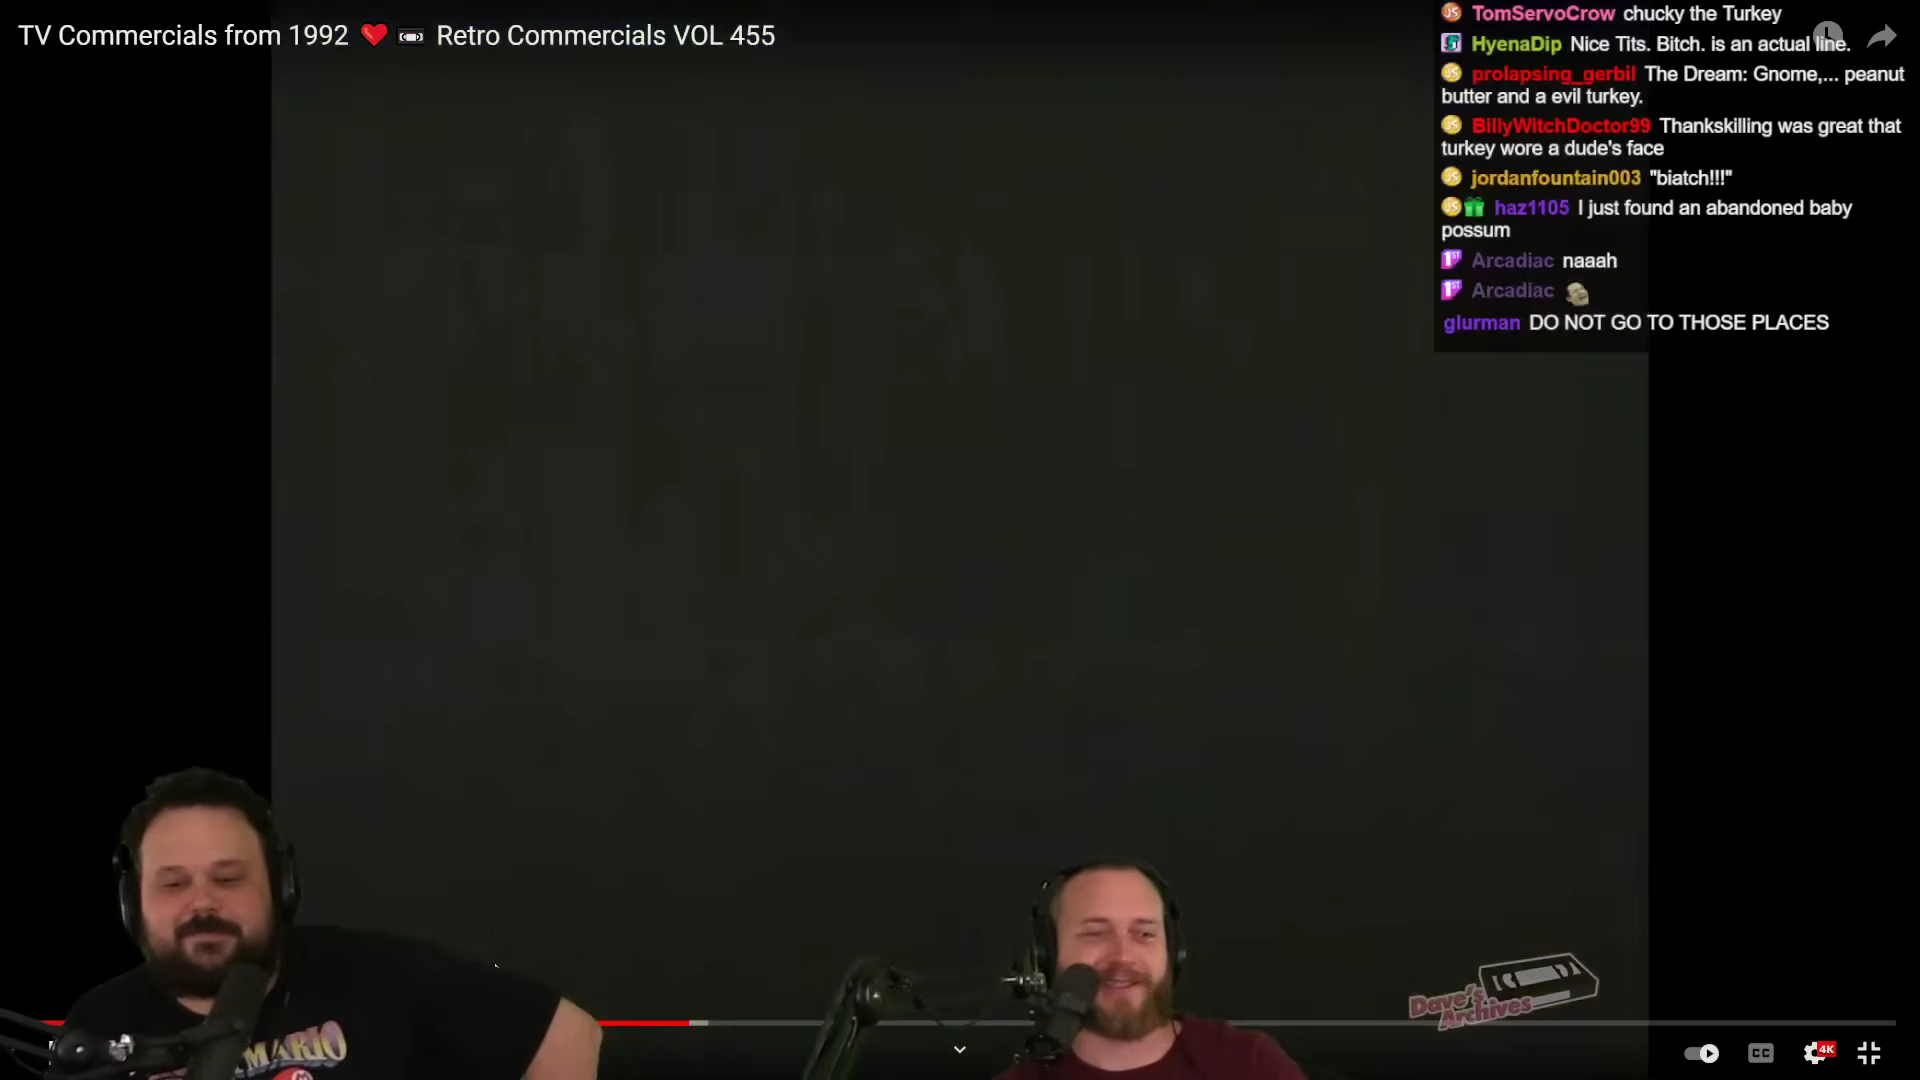 TV Commercials from 1992 ❤️ 📼 Retro Commercials VOL 455
TomServoCrow chucky the Turkey
HyenaDip Nice Tits. Bitch. is an actual line.
prolapsing_gerbil The Dream: Gnome,... peanut
butter and a evil turkey.
BillyWitchDoctor99 Thankskilling was great that
turkey wore a dude's face
jordanfountain003 "biatch!!!"
haz1105 I just found an abandoned baby
possum
Arcadiac naaah
Arcadiac
glurman DO NOT GO TO THOSE PLACES
Dave's
Archives
MARIO
CC
4K